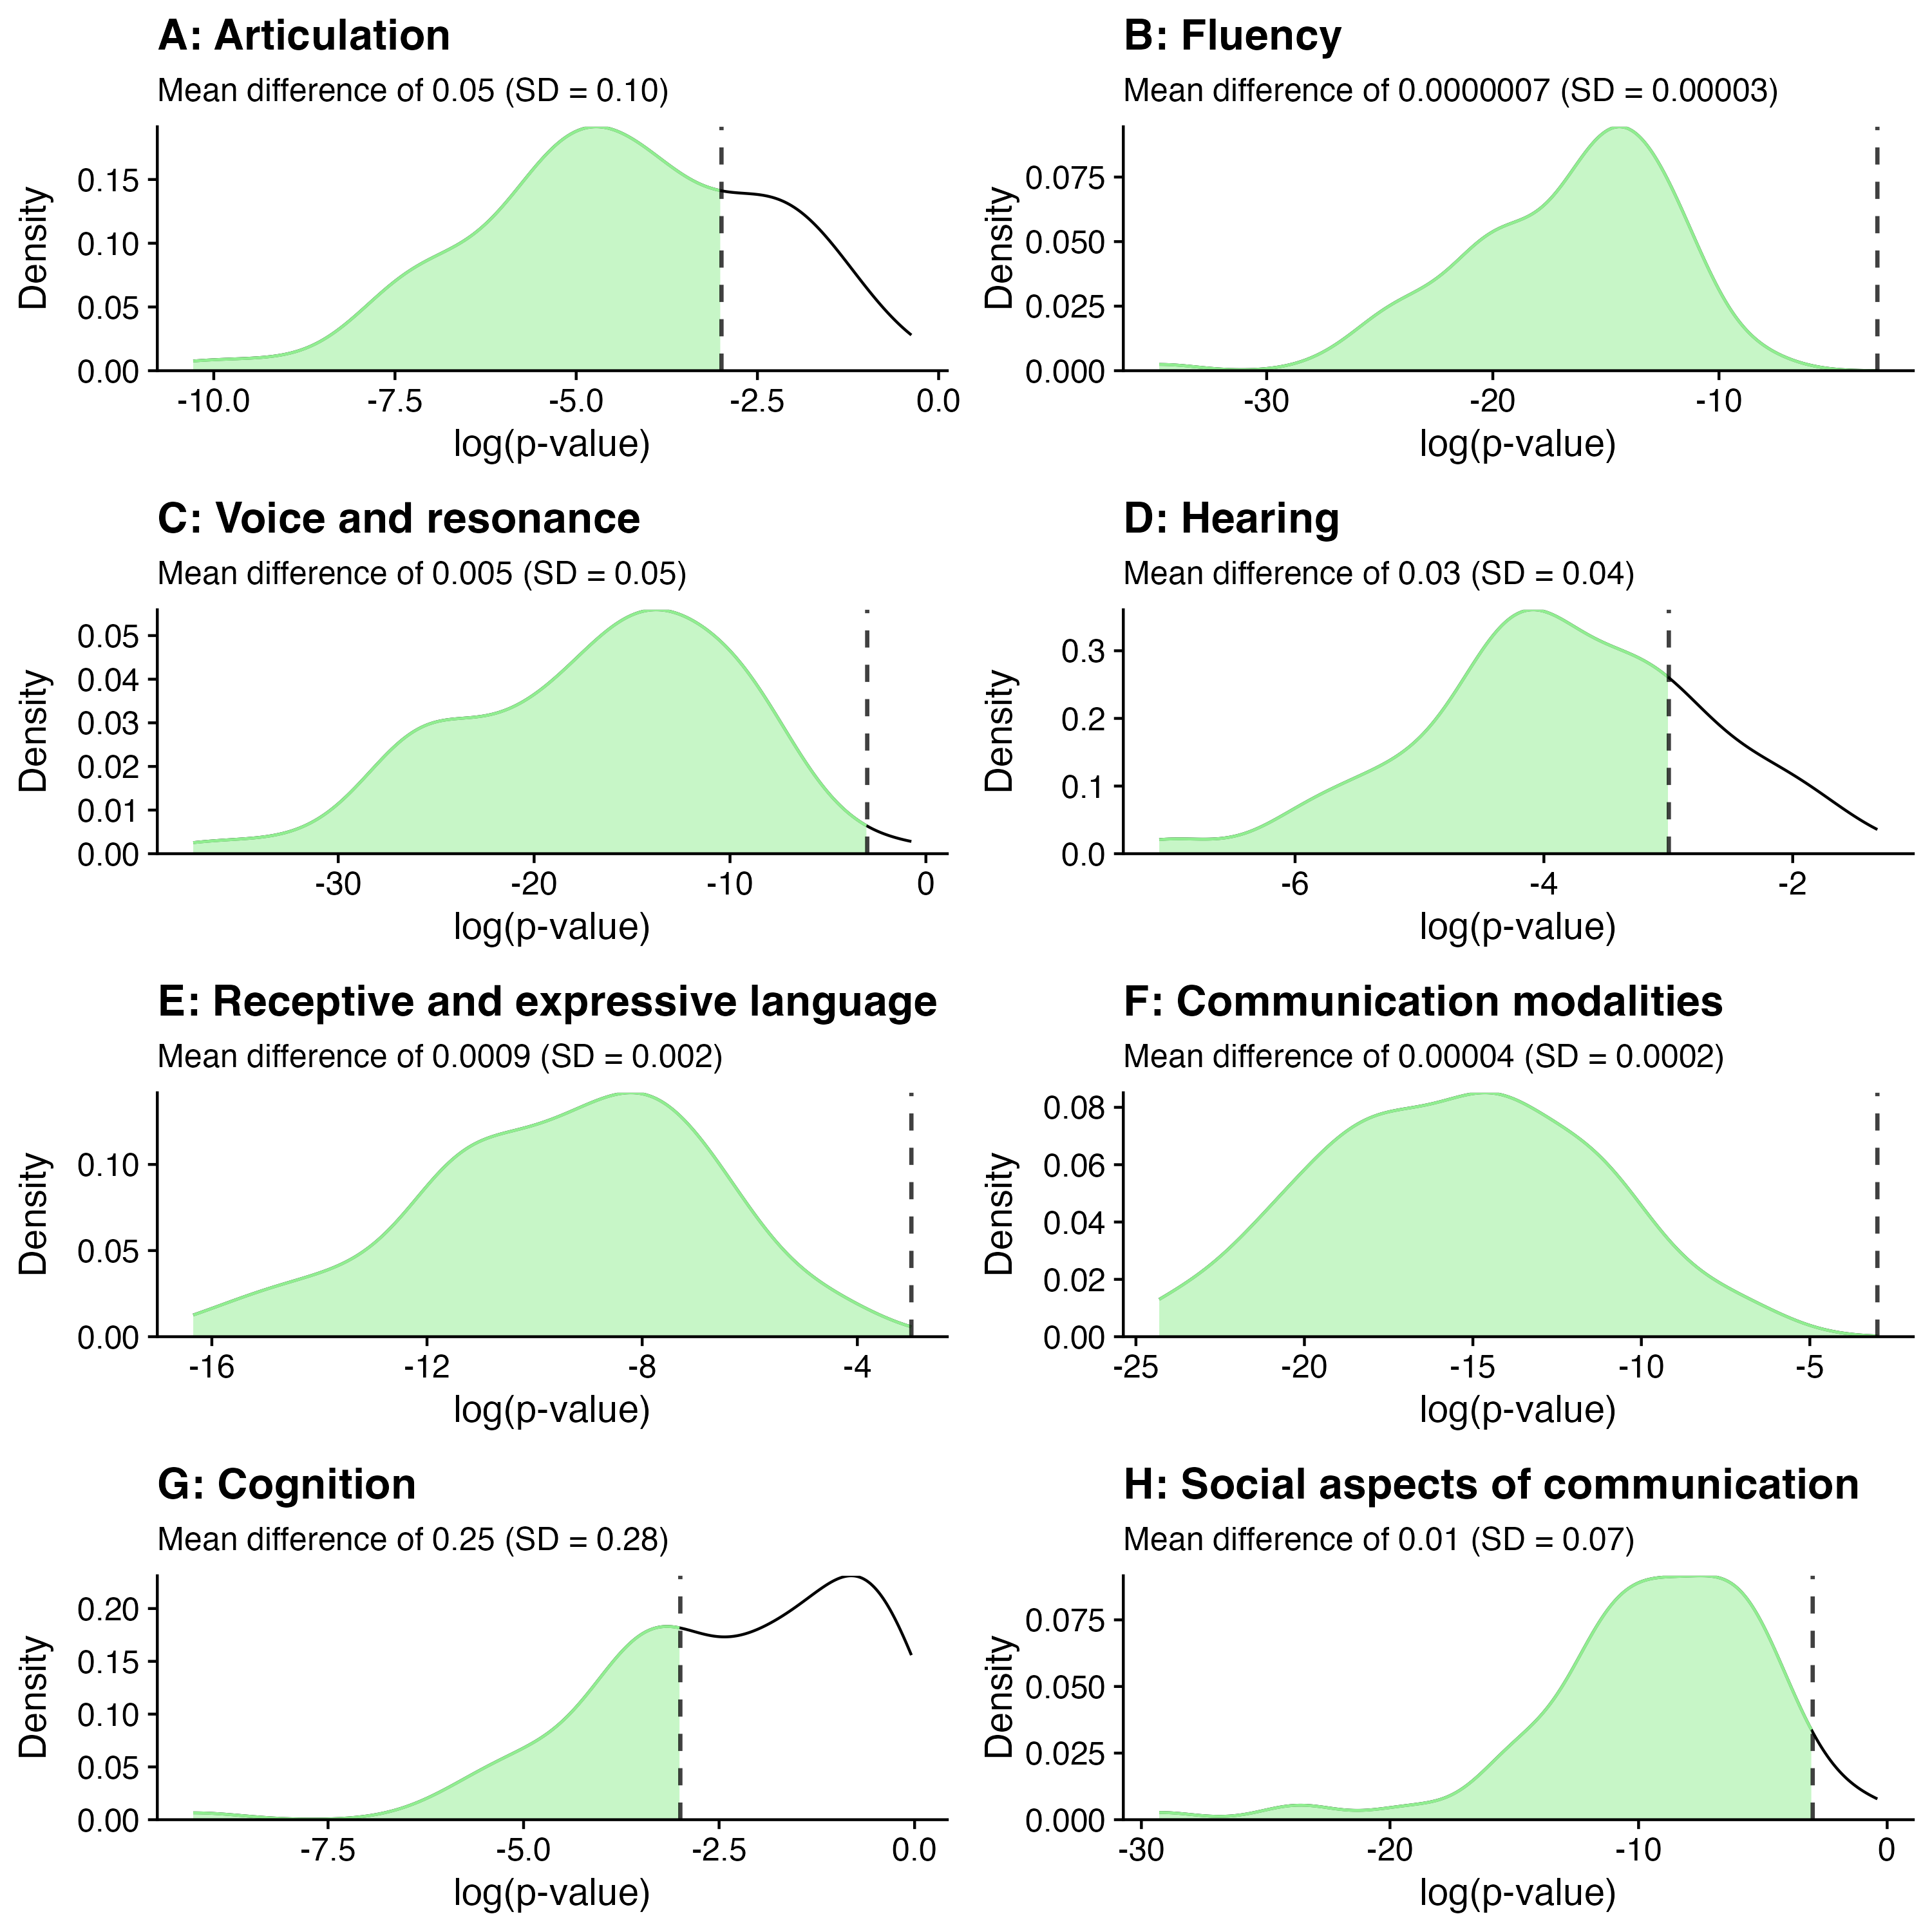 A: Articulation
Mean difference of 0.05 (SD = 0.10)
Density
0.15
0.10
0.05
0.00
-10.0 -7.5 -5.0 -2.5 0.0
log(p-value)
B: Fluency
Mean difference of 0.0000007 (SD = 0.00003)
Density
0.075
0.050
0.025
0.000
-30 -20 -10
log(p-value)
C: Voice and resonance
Mean difference of 0.005 (SD = 0.05)
Density
0.05
0.04
0.03
0.02
0.01
0.00
-30 -20 -10 0
log(p-value)
D: Hearing
Mean difference of 0.03 (SD = 0.04)
Density
0.3
0.2
0.1
0.0
-6 -4 -2
log(p-value)
E: Receptive and expressive language
Mean difference of 0.0009 (SD = 0.002)
Density
0.10
0.05
0.00
-16 -12 -8 -4
log(p-value)
F: Communication modalities
Mean difference of 0.00004 (SD = 0.0002)
Density
0.08
0.06
0.04
0.02
0.00
-25 -20 -15 -10 -5
log(p-value)
G: Cognition
Mean difference of 0.25 (SD = 0.28)
Density
0.20
0.15
0.10
0.05
0.00
-7.5 -5.0 -2.5 0.0
log(p-value)
H: Social aspects of communication
Mean difference of 0.01 (SD = 0.07)
Density
0.075
0.050
0.025
0.000
-30 -20 -10 0
log(p-value)